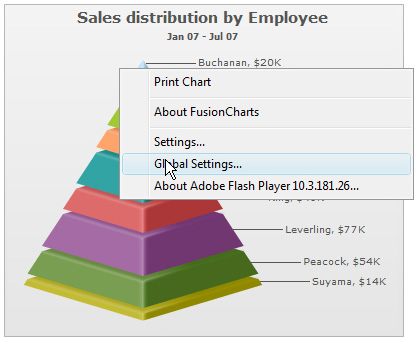 Sales distribution by Employee
Jan 07 - Jul 07
Buchanan, $20K
Print Chart
About FusionCharts
Settings...
Global Settings...
About Adobe Flash Player 10.3.181.26...
Leverling, $77K
Peacock, $54K
Suyama, $14K